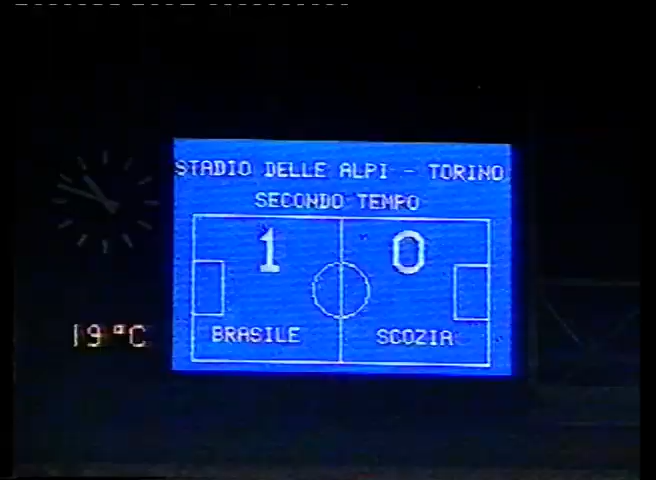 STADIO DELLE ALPI - TORINO
SECONDO TEMPO
1 0
BRASILE SCOZIA
19°C